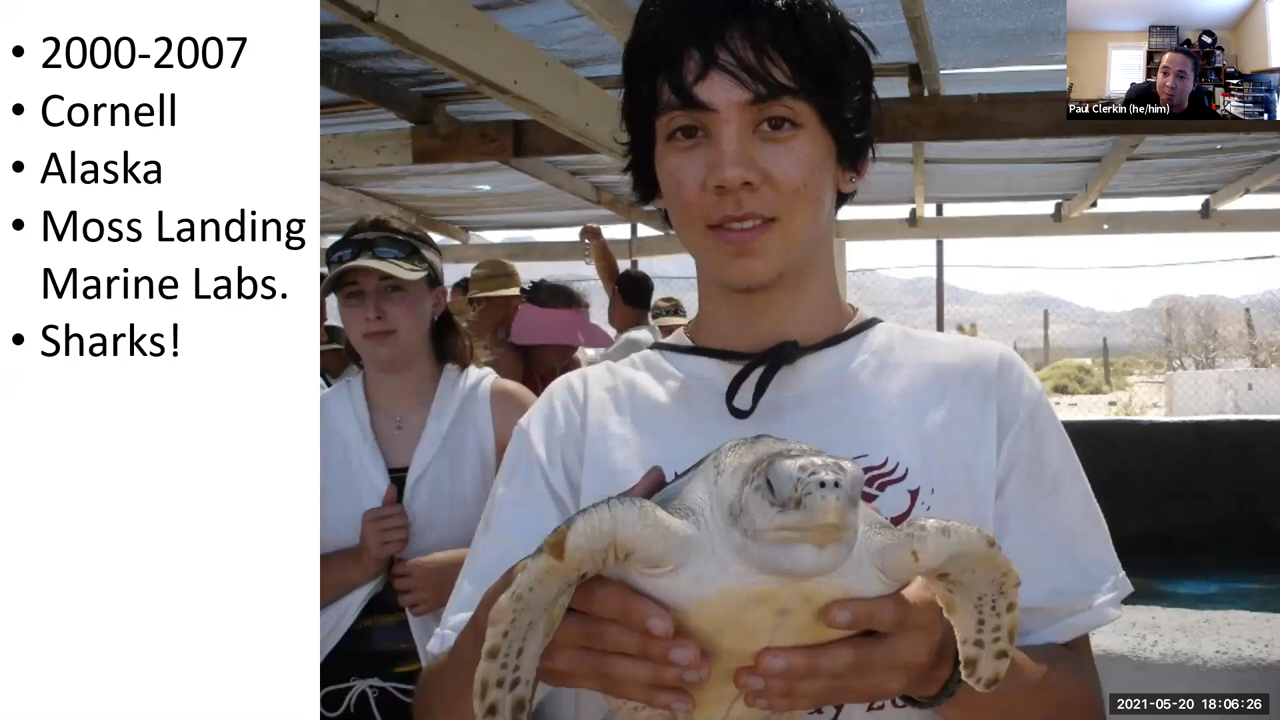 • 2000-2007
• Cornell
• Alaska
• Moss Landing
Marine Labs.
• Sharks!
Paul Clerkin (he/him)
2021-05-20 18:06:26